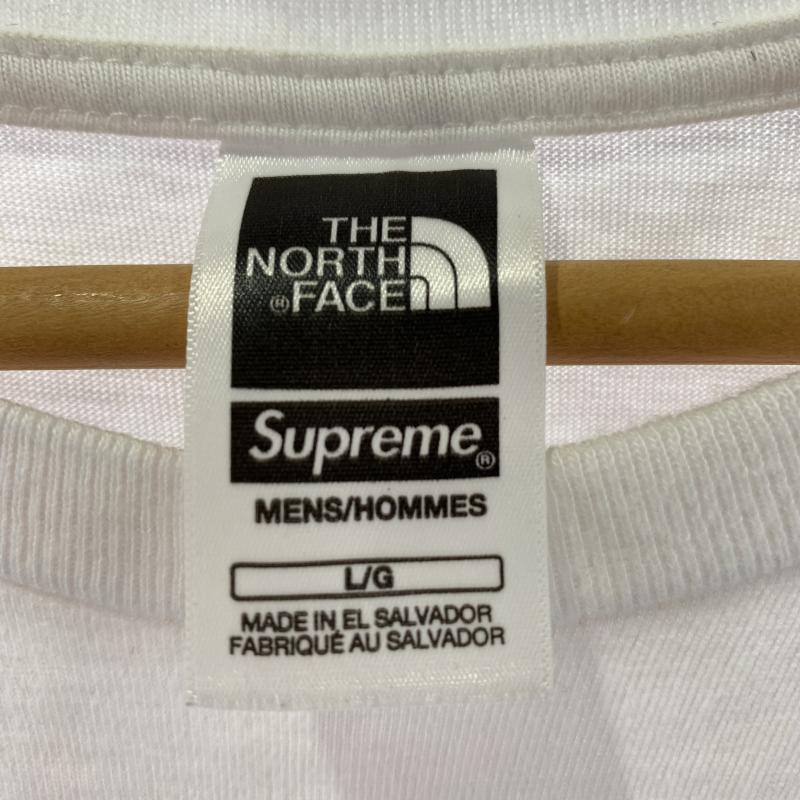 THE
NORTH
®FACE
Supreme®
MENS/HOMMES
L/G
MADE IN EL SALVADOR
FABRIQUÉ AU SALVADOR